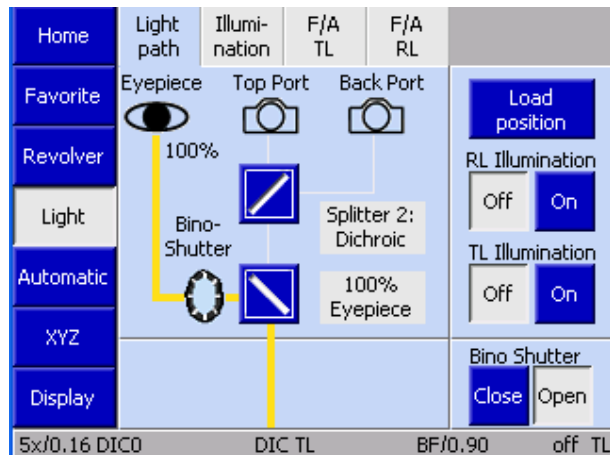 Home
Favorite
Revolver
Light
Automatic
XYZ
Display
Light
path
Illumi-
nation
F/A
TL
F/A
RL
Eyepiece
Top Port
Back Port
100%
Bino-
Shutter
Splitter 2:
Dichroic
100%
Eyepiece
Load
position
RL Illumination
Off
On
TL Illumination
Off
On
Bino Shutter
Close
Open
5x/0.16 DIC0 DIC TL BF/0.90 off TL